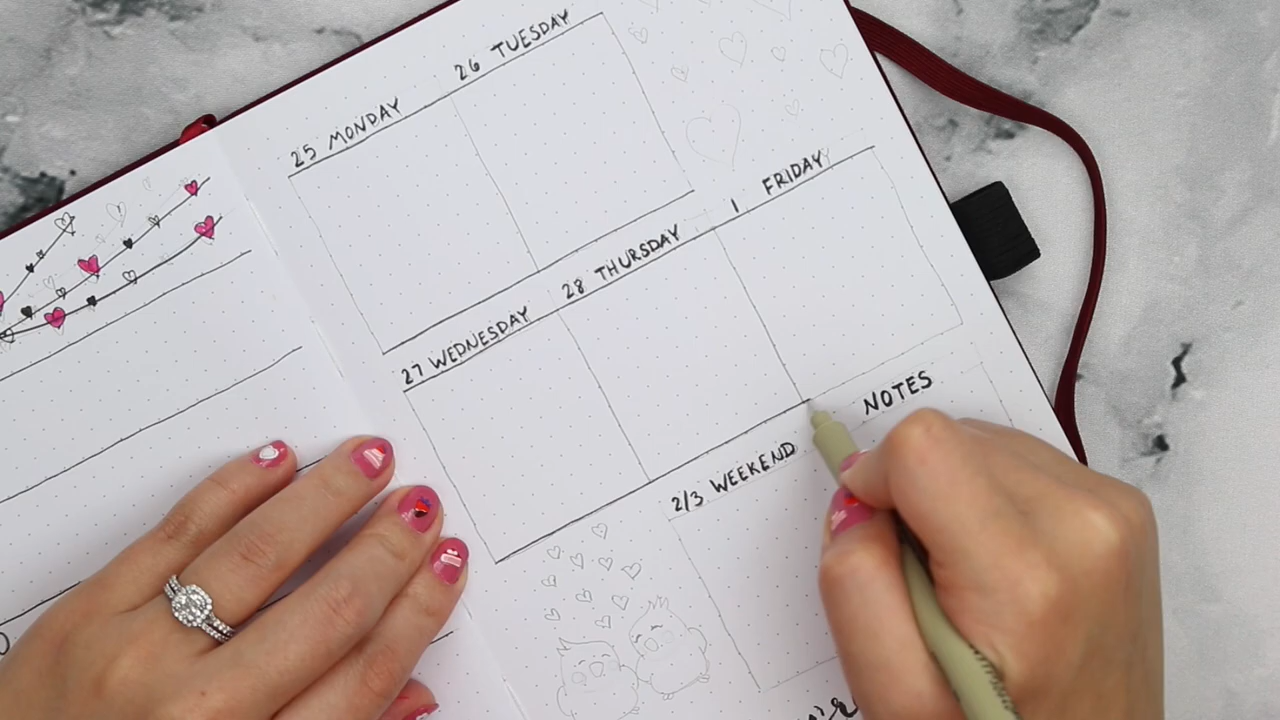 25 MONDAY
26 TUESDAY
27 WEDNESDAY
28 THURSDAY
1 FRIDAY
2/3 WEEKEND
NOTES